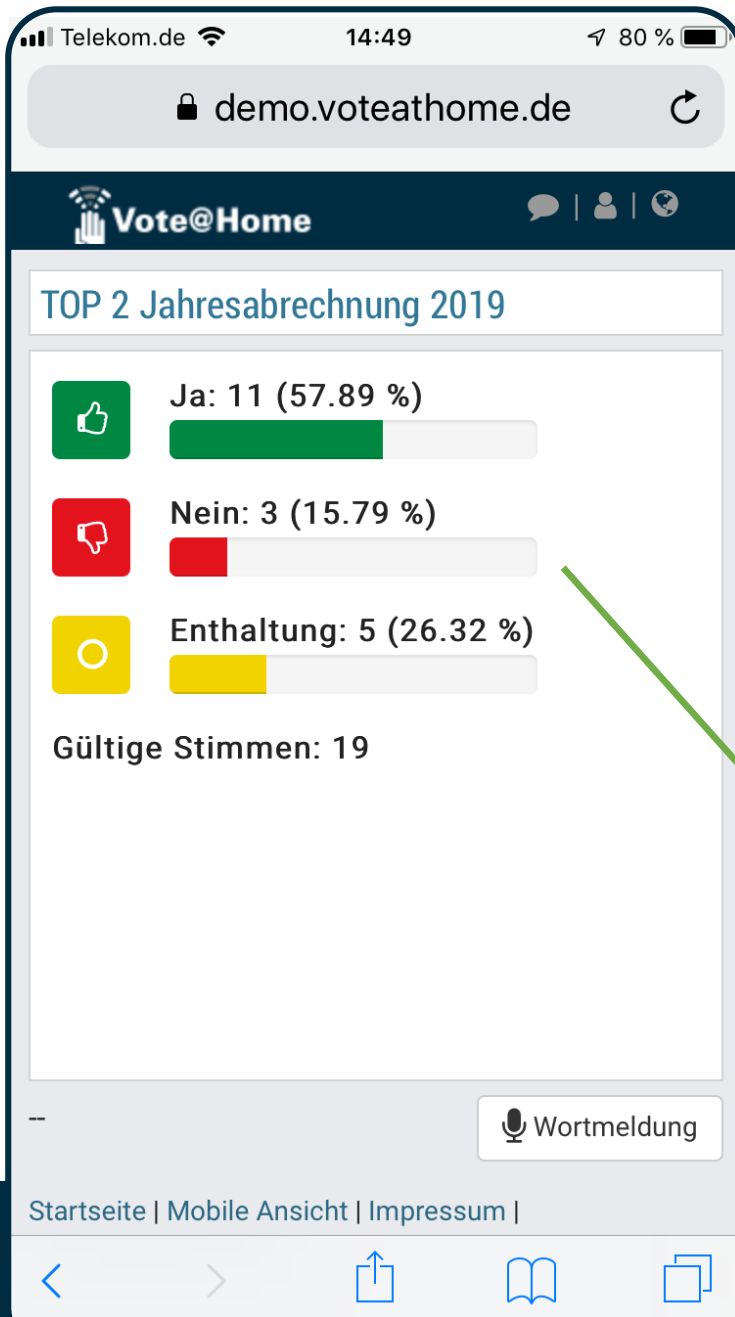 Telekom.de 14:49 80 %
demo.voteathome.de
Vote@Home
TOP 2 Jahresabrechnung 2019
Ja: 11 (57.89 %)
Nein: 3 (15.79 %)
Enthaltung: 5 (26.32 %)
Gültige Stimmen: 19
--
Wortmeldung
Startseite | Mobile Ansicht | Impressum |